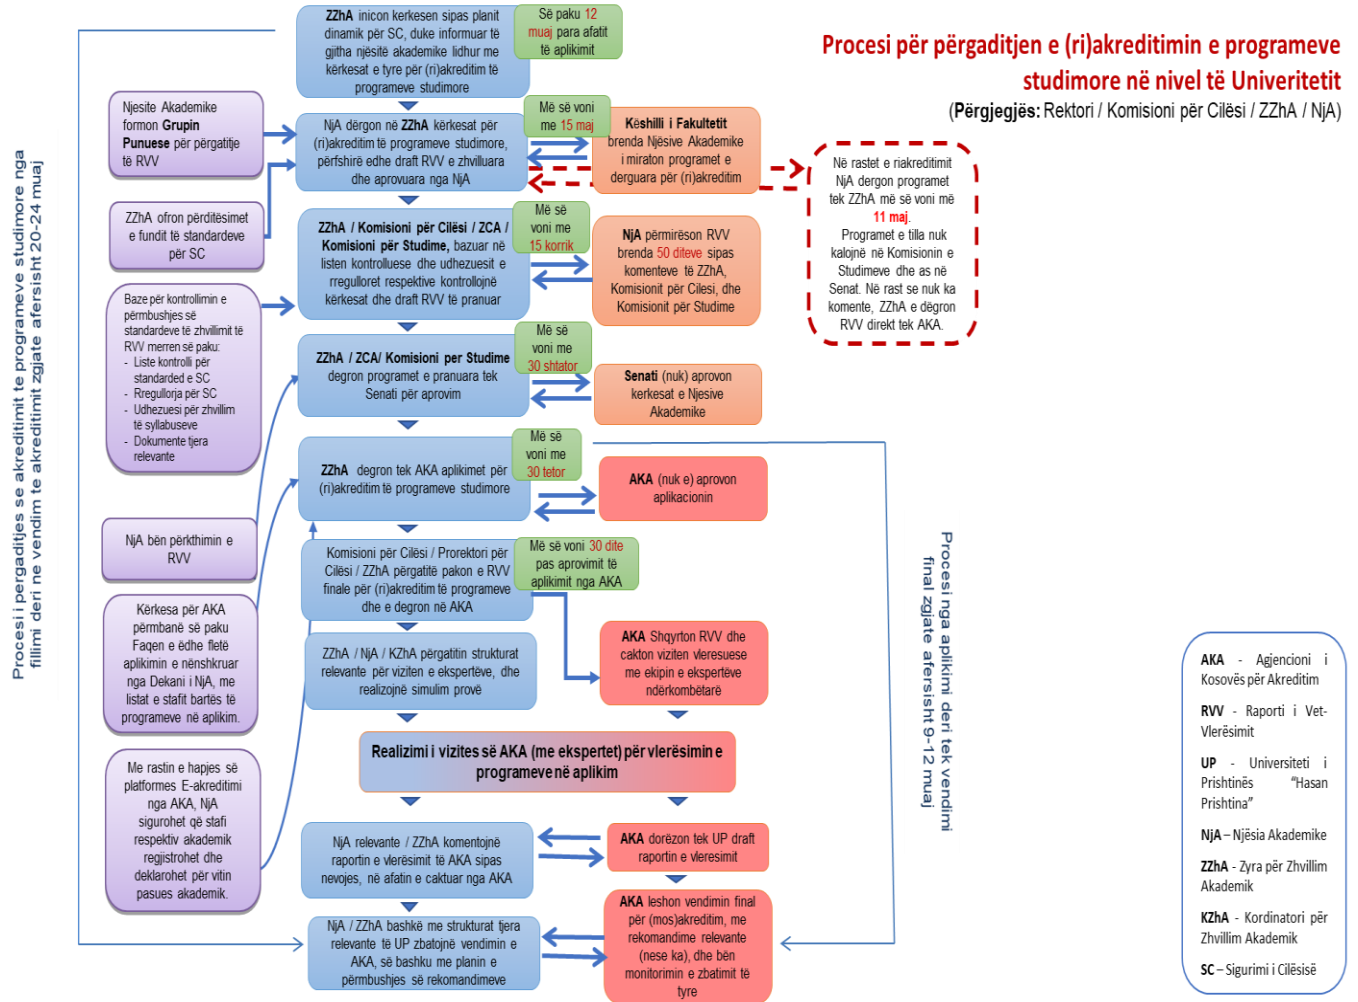 Procesi për përgaditjen e (ri)akreditimin e programeve
studimore në nivel të Univeritetit
(Përgjegjës: Rektori / Komisioni për Cilësi / ZZhA / NjA)
ZZhA inicon kerkesen sipas planit
dinamik për SC, duke informuar të
gjitha njësitë akademike lidhur me
kërkesat e tyre për (ri)akreditim të
programeve studimore
Së paku 12
muaj para afatit
të aplikimit
Njesite Akademike
formon Grupin
Punuese për përgatitje
të RVV
NjA dërgon në ZZhA kërkesat për
(ri)akreditim të programeve studimore,
përfshirë edhe draft RVV e zhvilluara
dhe aprovuara nga NjA
Më së voni
me 15 maj
Këshilli i Fakultetit
brenda Njësive Akademike
i miraton programet e
derguara për (ri)akreditim
Në rastet e riakreditimit
NjA dergon programet
tek ZZhA më së voni më
11 maj.
Programet e tilla nuk
kalojnë në Komisionin e
Studimeve dhe as në
Senat. Në rast se nuk ka
komente, ZZhA e dëgron
RVV direkt tek AKA.
ZZhA ofron përditësimet
e fundit të standardeve
për SC
ZZhA / Komisioni për Cilësi / ZCA /
Komisioni për Studime, bazuar në
listen kontrolluese dhe udhezuesit e
rregulloret respektive kontrollojnë
kërkesat dhe draft RVV të pranuar
Më së
voni me
15 korrik
NjA përmirëson RVV
brenda 50 diteve sipas
komenteve të ZZhA,
Komisionit për Cilesi, dhe
Komisionit për Studime
Baze për kontrollimin e
përmbushjes së
standardeve të zhvillimit të
RVV merren së paku:
- Liste kontrolli për
standarded e SC
- Rregullorja për SC
- Udhezuesi për zhvillim
të syllabuseve
- Dokumente tjera
relevante
ZZhA / ZCA/ Komisioni per Studime
degron programet e pranuara tek
Senati për aprovim
Më së
voni me
30 shtator
Senati (nuk) aprovon
kerkesat e Njesive
Akademike
ZZhA degron tek AKA aplikimet për
(ri)akreditim të programeve studimore
Më së
voni me
30 tetor
AKA (nuk e) aprovon
aplikacionin
NjA bën përkthimin e
RVV
Komisioni për Cilësi / Prorektori për
Cilësi / ZZhA përgatitë pakon e RVV
finale për (ri)akreditim të programeve
dhe e degron në AKA
Më së voni 30 dite
pas aprovimit të
aplikimit nga AKA
Kërkesa për AKA
përmbanë së paku
Faqen e ëdhe fletë
aplikimin e nënshkruar
nga Dekani i NjA, me
listat e stafit bartës të
programeve në aplikim.
ZZhA / NjA / KZhA përgatitin strukturat
relevante për viziten e ekspertëve, dhe
realizojnë simulim provë
AKA Shqyrton RVV dhe
cakton viziten vleresuese
me ekipin e ekspertëve
ndërkombëtarë
Realizimi i vizites së AKA (me ekspertet) për vlerësimin e
programeve në aplikim
Me rastin e hapjes së
platformes E-akreditimi
nga AKA, NjA
sigurohet që stafi
respektiv akademik
regjistrohet dhe
deklarohet për vitin
pasues akademik.
NjA relevante / ZZhA komentojnë
raportin e vlerësimit të AKA sipas
nevojes, në afatin e caktuar nga AKA
AKA dorëzon tek UP draft
raportin e vleresimit
NjA / ZZhA bashkë me strukturat tjera
relevante të UP zbatojnë vendimin e
AKA, së bashku me planin e
përmbushjes së rekomandimeve
AKA leshon vendimin final
për (mos)akreditim, me
rekomandime relevante
(nese ka), dhe bën
monitorimin e zbatimit të
tyre
Procesi i pergaditjes se akreditimit te programeve studimore nga
fillimi deri ne vendim te akreditimit zgjate afersisht 20-24 muaj
Procesi nga aplikimi deri tek vendimi
final zgjate afersisht 9-12 muaj
AKA - Agjencioni i
Kosovës për Akreditim
RVV - Raporti i Vet-
Vlerësimit
UP - Universiteti i
Prishtinës "Hasan
Prishtina"
NjA – Njësia Akademike
ZZhA - Zyra për Zhvillim
Akademik
KZhA - Kordinatori për
Zhvillim Akademik
SC – Sigurimi i Cilësisë